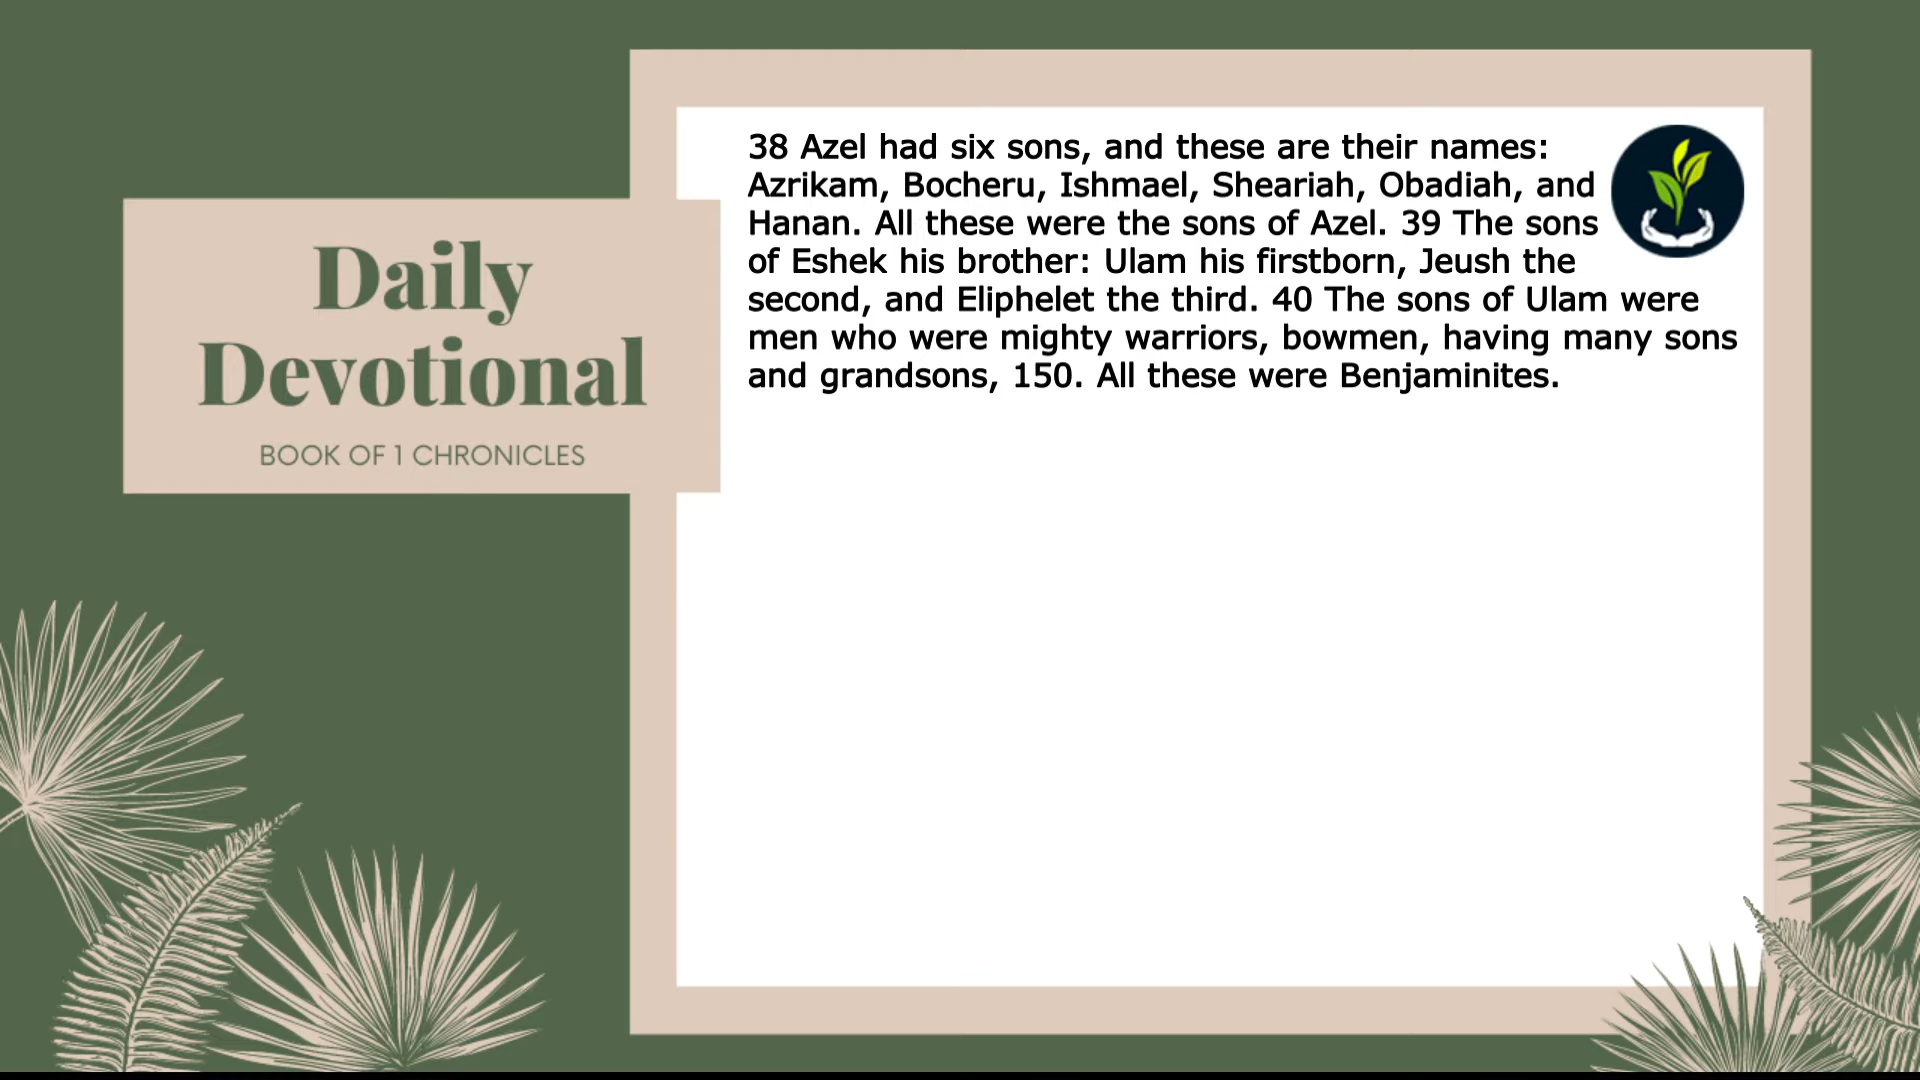 Daily
Devotional
BOOK OF 1 CHRONICLES
38 Azel had six sons, and these are their names:
Azrikam, Bocheru, Ishmael, Sheariah, Obadiah, and
Hanan. All these were the sons of Azel. 39 The sons
of Eshek his brother: Ulam his firstborn, Jeush the
second, and Eliphelet the third. 40 The sons of Ulam were
men who were mighty warriors, bowmen, having many sons
and grandsons, 150. All these were Benjaminites.